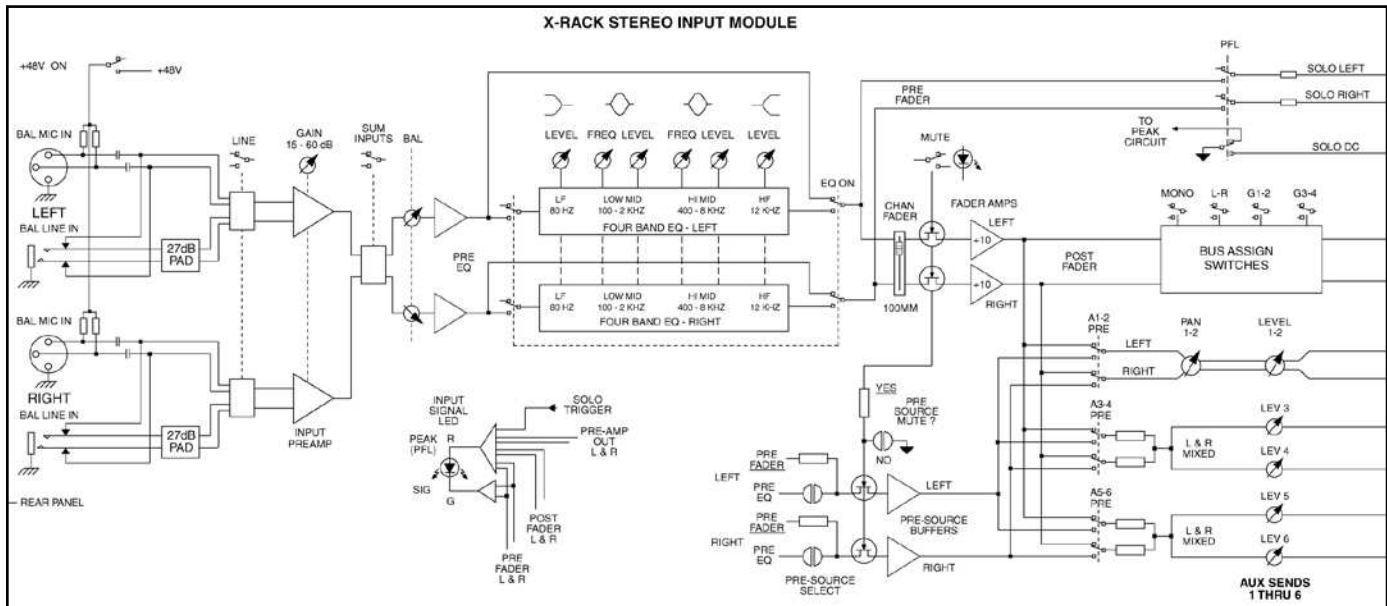 X-RACK STEREO INPUT MODULE
+48V ON
+48V
BAL MIC IN
LEFT
BAL LINE IN
27dB
PAD
LINE
GAIN
15 - 60 dB
SUM
INPUTS
BAL
PRE
EQ
LEVEL
FREQ LEVEL
FREQ LEVEL
LEVEL
LF
80 HZ
LOW MID
100 - 2 KHZ
HI MID
400 - 8 KHZ
HF
12 KHZ
FOUR BAND EQ - LEFT
LF
80 HZ
LOW MID
100 - 2 KHZ
HI MID
400 - 8 KHZ
HF
12 KHZ
FOUR BAND EQ - RIGHT
EQ ON
PRE
FADER
MUTE
CHAN
FADER
100MM
FADER AMPS
LEFT
+10
+10
RIGHT
POST
FADER
PFL
SOLO LEFT
SOLO RIGHT
TO
PEAK
CIRCUIT
SOLO DC
MONO
L-R
G1-2
G3-4
BUS ASSIGN
SWITCHES
BAL MIC IN
RIGHT
BAL LINE IN
27dB
PAD
INPUT
PREAMP
REAR PANEL
INPUT
SIGNAL
LED
SOLO
TRIGGER
PEAK
(PFL)
R
SIG
G
PRE-AMP
OUT
L & R
POST
FADER
L & R
PRE
FADER
L & R
YES
PRE
SOURCE
MUTE ?
NO
PRE
FADER
LEFT
PRE
EQ
PRE
FADER
RIGHT
PRE
EQ
PRE-SOURCE
SELECT
LEFT
PRE-SOURCE
BUFFERS
RIGHT
A1-2
PRE
LEFT
RIGHT
PAN
1-2
LEVEL
1-2
A3-4
PRE
L & R
MIXED
LEV 3
LEV 4
A5-6
PRE
L & R
MIXED
LEV 5
LEV 6
AUX SENDS
1 THRU 6